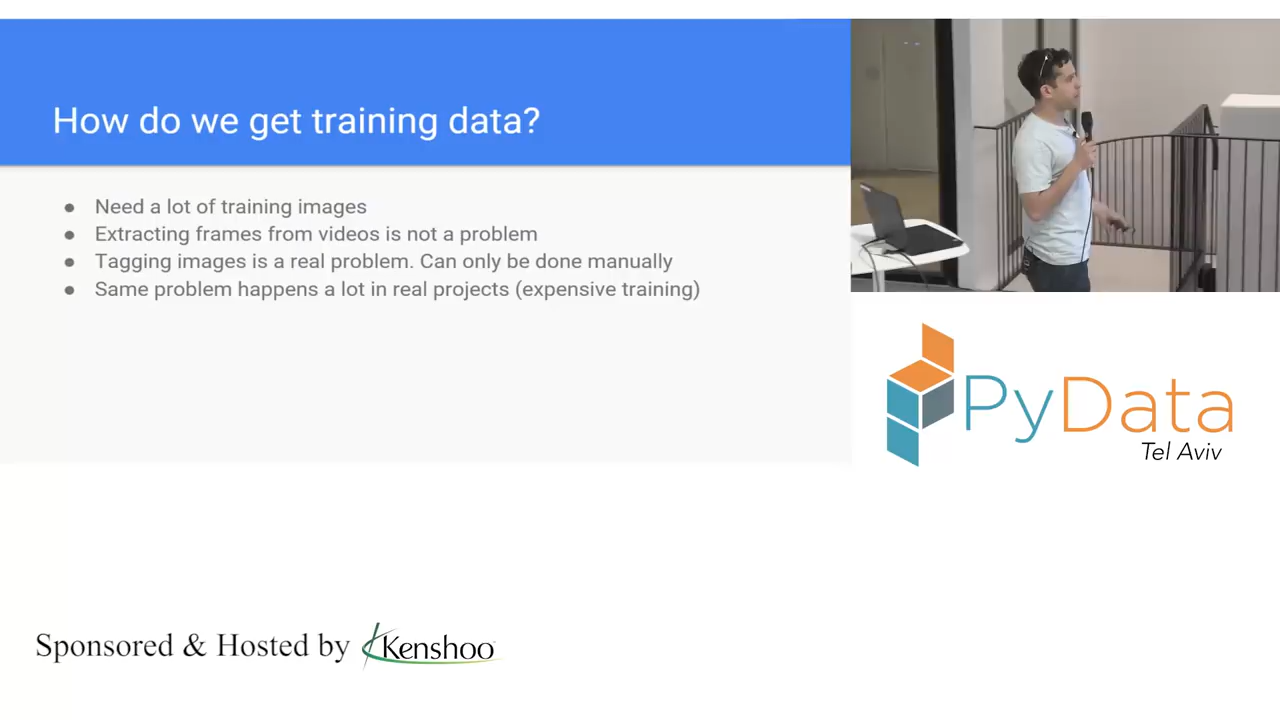 How do we get training data?
● Need a lot of training images
● Extracting frames from videos is not a problem
● Tagging images is a real problem. Can only be done manually
● Same problem happens a lot in real projects (expensive training)
PyData
Tel Aviv
Sponsored & Hosted by Kenshoo